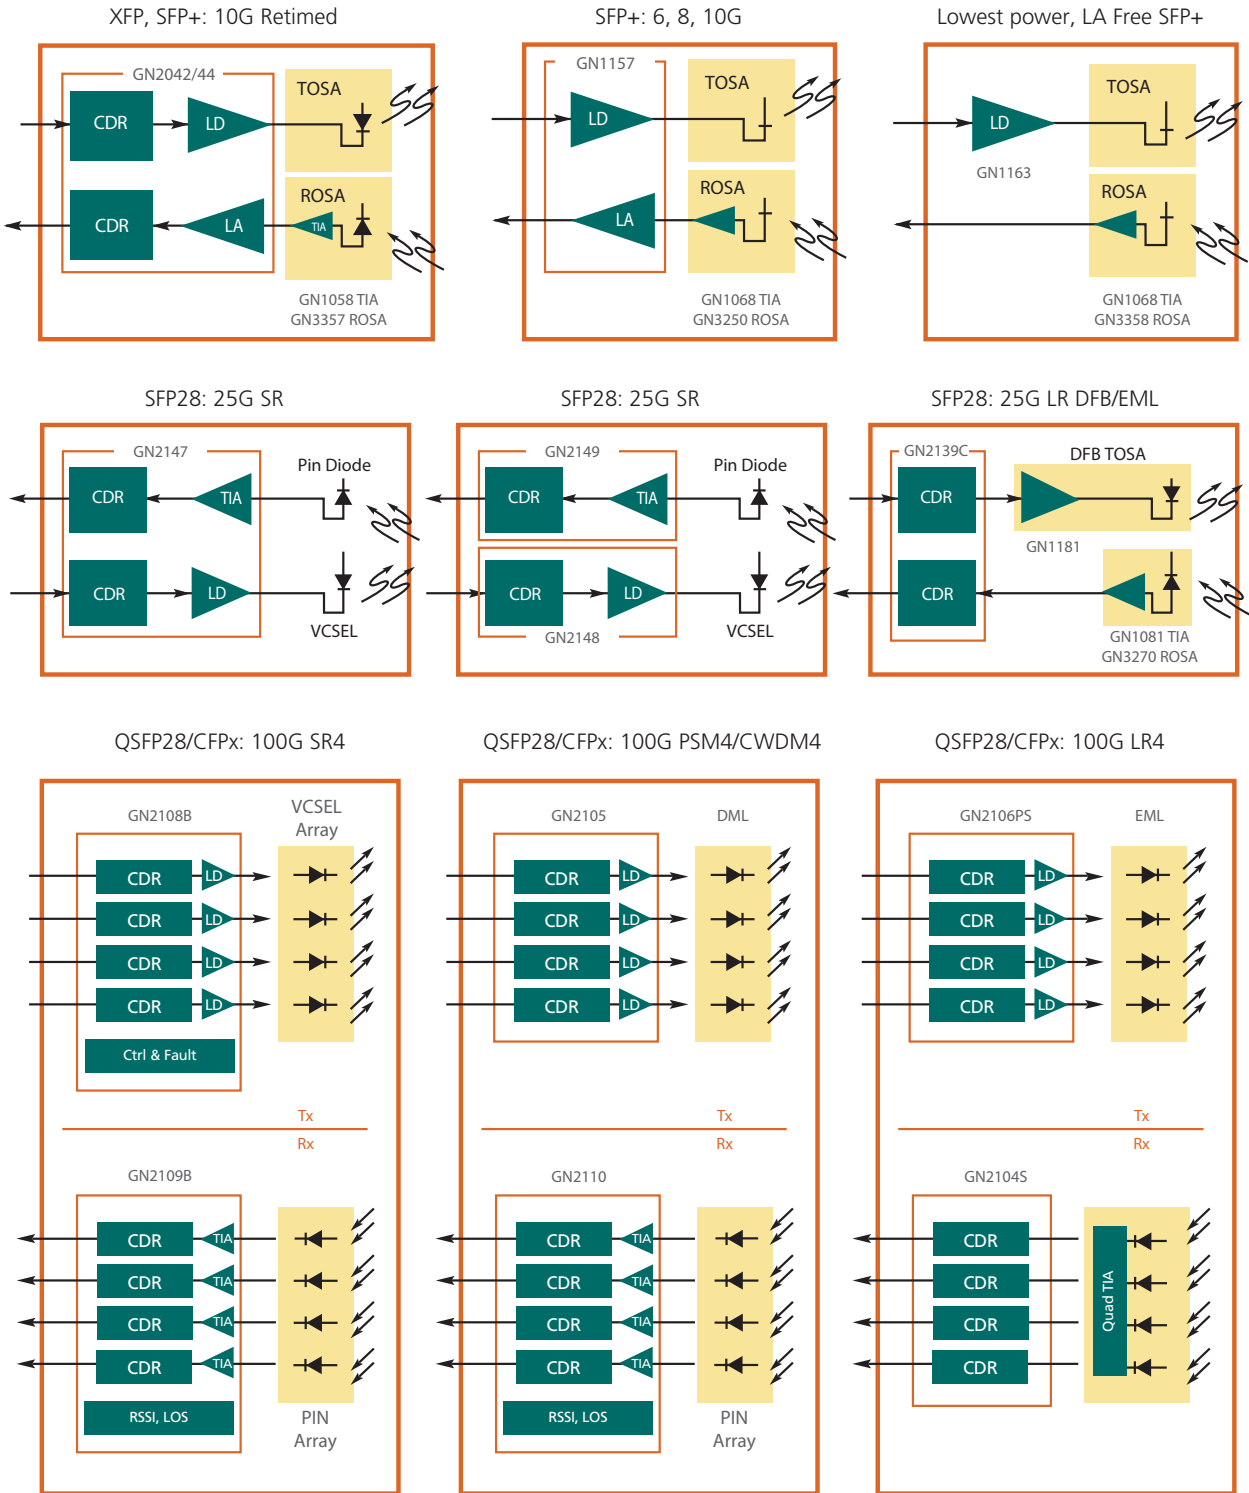 XFP, SFP+: 10G Retimed
GN2042/44
TOSA
CDR
LD
ROSA
CDR
LA
TIA
GN1058 TIA
GN3357 ROSA
SFP+: 6, 8, 10G
GN1157
TOSA
LD
ROSA
LA
GN1068 TIA
GN3250 ROSA
Lowest power, LA Free SFP+
TOSA
LD
GN1163
ROSA
GN1068 TIA
GN3358 ROSA
SFP28: 25G SR
GN2147
Pin Diode
CDR
TIA
CDR
LD
VCSEL
SFP28: 25G SR
GN2149
Pin Diode
CDR
TIA
CDR
LD
GN2148
VCSEL
SFP28: 25G LR DFB/EML
GN2139C
DFB TOSA
CDR
GN1181
CDR
GN1081 TIA
GN3270 ROSA
QSFP28/CFPx: 100G SR4
GN2108B
VCSEL
Array
CDR
LD
CDR
LD
CDR
LD
CDR
LD
Ctrl & Fault
Tx
Rx
GN2109B
CDR
TIA
CDR
TIA
CDR
TIA
CDR
TIA
RSSI, LOS
PIN
Array
QSFP28/CFPx: 100G PSM4/CWDM4
GN2105
DML
CDR
LD
CDR
LD
CDR
LD
CDR
LD
Tx
Rx
GN2110
CDR
TIA
CDR
TIA
CDR
TIA
CDR
TIA
RSSI, LOS
PIN
Array
QSFP28/CFPx: 100G LR4
GN2106PS
EML
CDR
LD
CDR
LD
CDR
LD
CDR
LD
Tx
Rx
GN2104S
CDR
CDR
CDR
CDR
Quad TIA